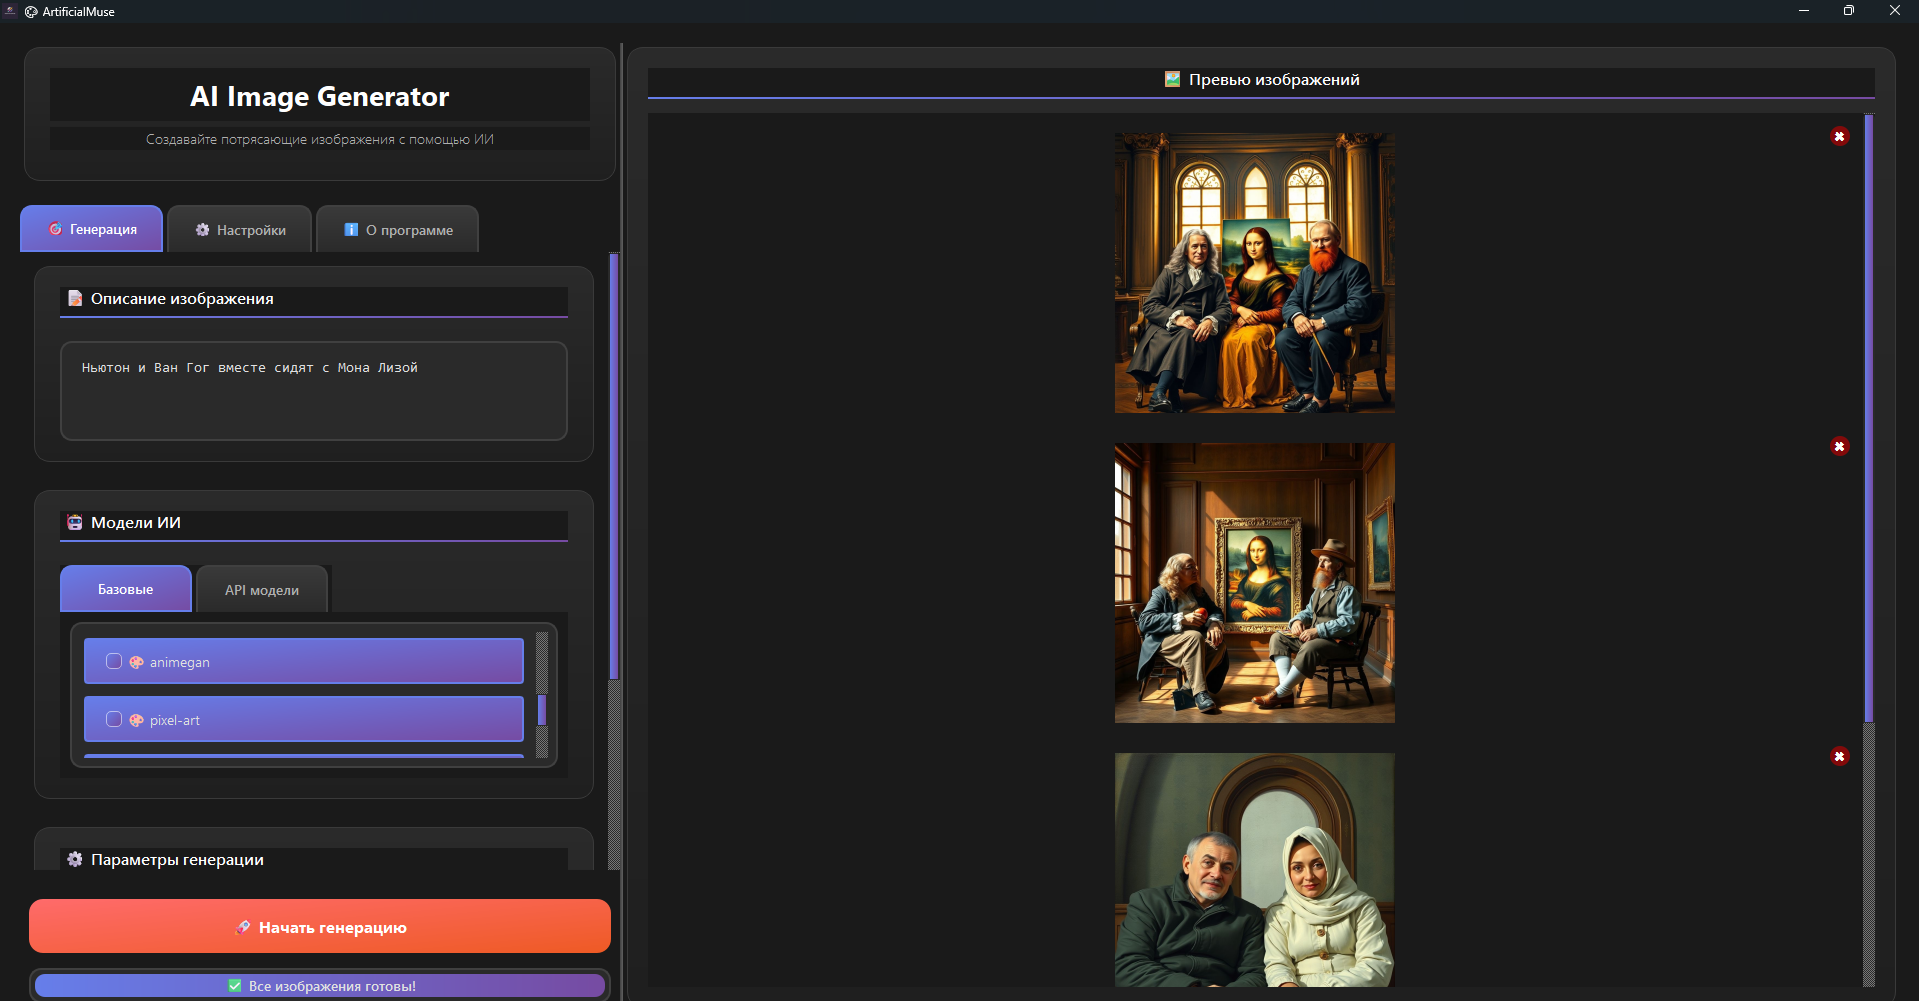 ArtificialMuse
AI Image Generator
Создавайте потрясающие изображения с помощью ИИ
Генерация
Настройки
О программе
Описание изображения
Ньютон и Ван Гог вместе сидят с Мона Лизой
Модели ИИ
Базовые
API модели
animegan
pixel-art
Параметры генерации
Начать генерацию
Все изображения готовы!
Превью изображений